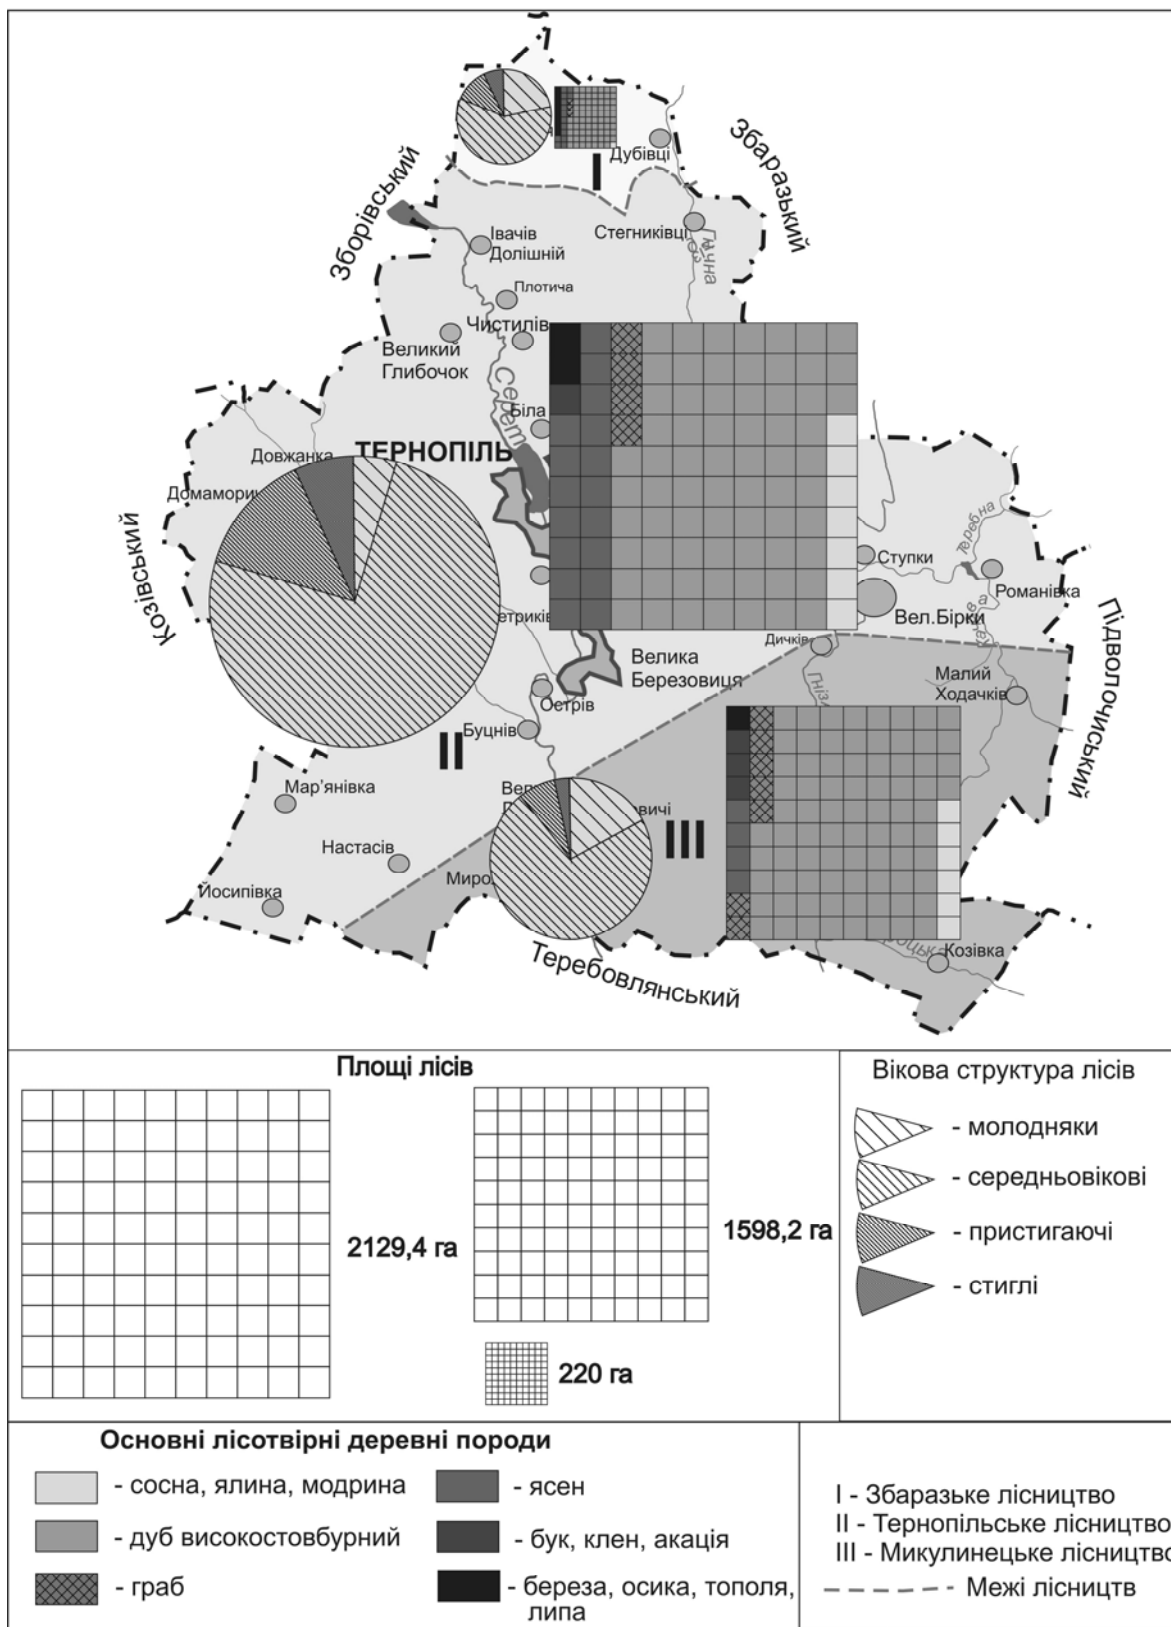 Зборівський
Збаразький
Дубівці
I
Стегниківці
Гнізна
Івачів
Долішній
Плотича
Чистилів
Великий
Глибочок
Серет
Біла
ТЕРНОПІЛЬ
Довжанка
Козівський
Ступки
Теребна
Романівка
Вел.Бірки
Підволочиський
Дичків
Велика
Березовиця
Малий
Ходачків
Острів
Буцнів
II
Мар'янівка
III
Настасів
Йосипівка
Козівка
Теребовлянський
Площі лісів
2129,4 га
1598,2 га
220 га
Вікова структура лісів
- молодняки
- середньовікові
- пристигаючі
- стиглі
Основні лісотвірні деревні породи
- сосна, ялина, модрина
- дуб високостовбурний
- граб
- ясен
- бук, клен, акація
- береза, осика, тополя,
липа
I - Збаразьке лісництво
II - Тернопільське лісництво
III - Микулинецьке лісництво
Межі лісництв